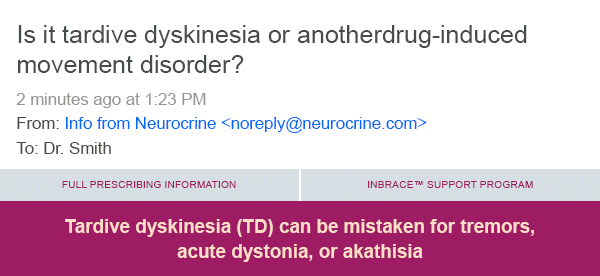 Is it tardive dyskinesia or anotherdrug-induced
movement disorder?
2 minutes ago at 1:23 PM
From: Info from Neurocrine <noreply@neurocrine.com>
To: Dr. Smith
FULL PRESCRIBING INFORMATION
INBRACE™ SUPPORT PROGRAM
Tardive dyskinesia (TD) can be mistaken for tremors,
acute dystonia, or akathisia